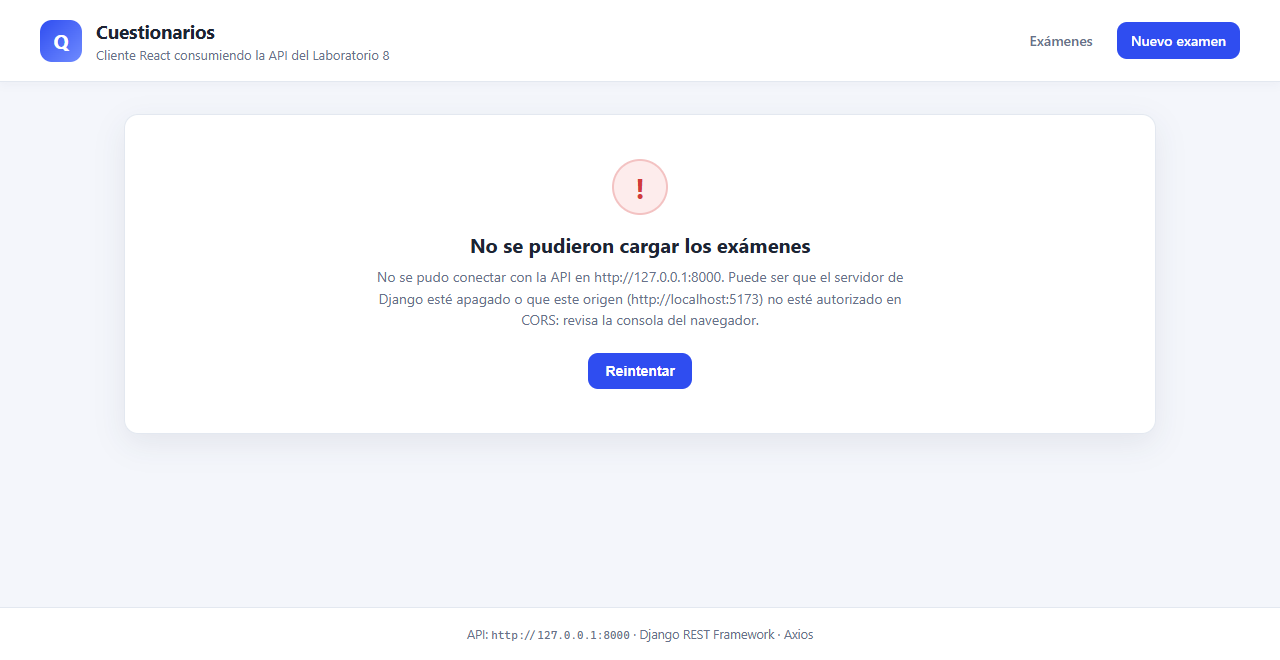 Q
Cuestionarios
Cliente React consumiendo la API del Laboratorio 8
Exámenes
Nuevo examen
!
No se pudieron cargar los exámenes
No se pudo conectar con la API en http://127.0.0.1:8000. Puede ser que el servidor de
Django esté apagado o que este origen (http://localhost:5173) no esté autorizado en
CORS: revisa la consola del navegador.
Reintentar
API: http://127.0.0.1:8000 · Django REST Framework · Axios